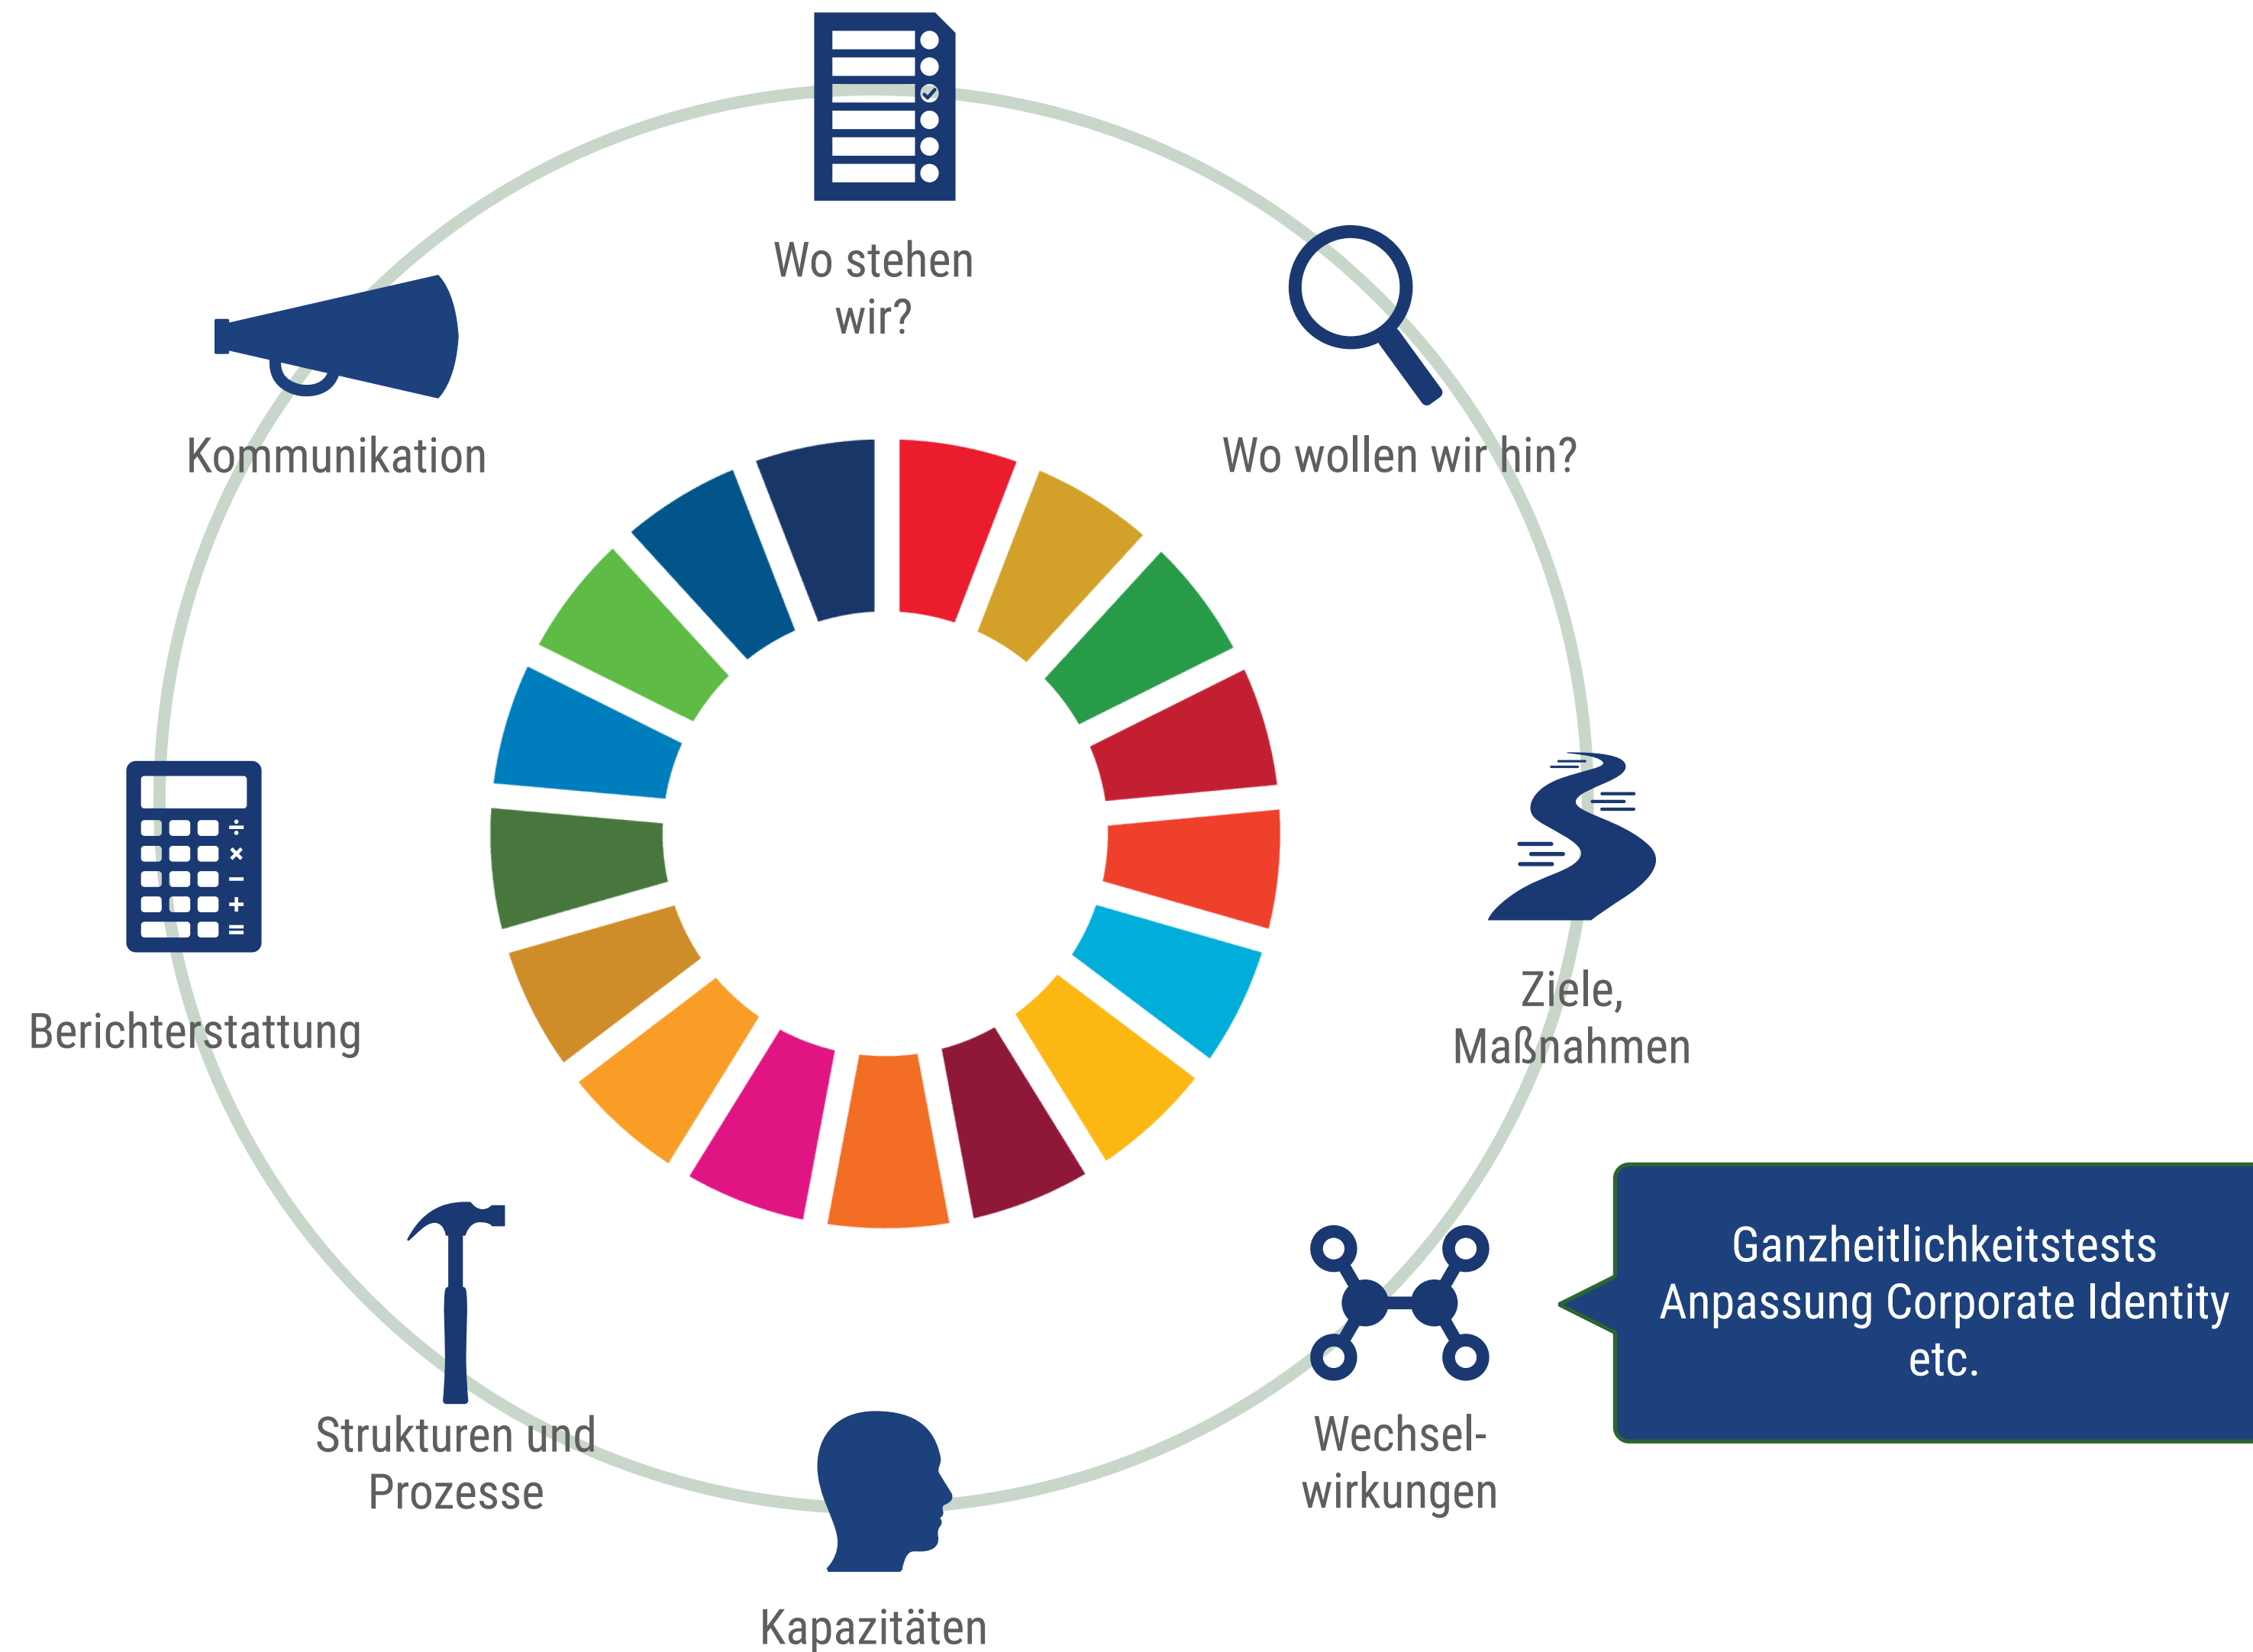 Wo stehen
wir?
Wo wollen wir hin?
Ziele,
Maßnahmen
Ganzheitlichkeitstests
Anpassung Corporate Identity
etc.
Wechsel-
wirkungen
Kapazitäten
Strukturen und
Prozesse
Berichterstattung
Kommunikation